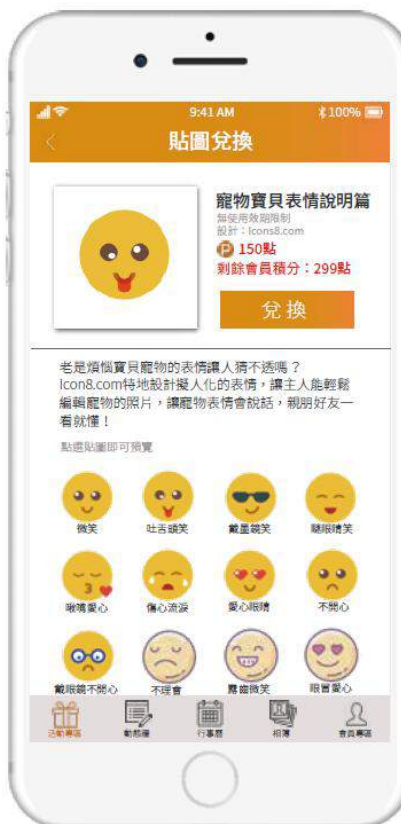 9:41 AM
100%
貼圖兌換
寵物寶貝表情說明篇
無使用效期限制
設計：Icons8.com
P 150點
剩餘會員積分：299點
兌換
老是煩惱寶貝寵物的表情讓人猜不透嗎？
Icon8.com特地設計擬人化的表情，讓主人能輕鬆
編輯寵物的照片，讓寵物表情會說話，親朋好友一
看就懂！
點選貼圖即可預覽
微笑 吐舌頭笑 戴墨鏡笑 瞇眼睛笑
啾嘴愛心 傷心流淚 愛心眼睛 不開心
戴眼鏡不開心 不理會 露齒微笑 眼冒愛心
活動專區 動態牆 行事曆 相簿 會員專區